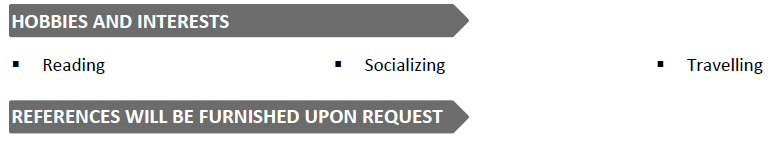 HOBBIES AND INTERESTS
▪ Reading ▪ Socializing ▪ Travelling
REFERENCES WILL BE FURNISHED UPON REQUEST